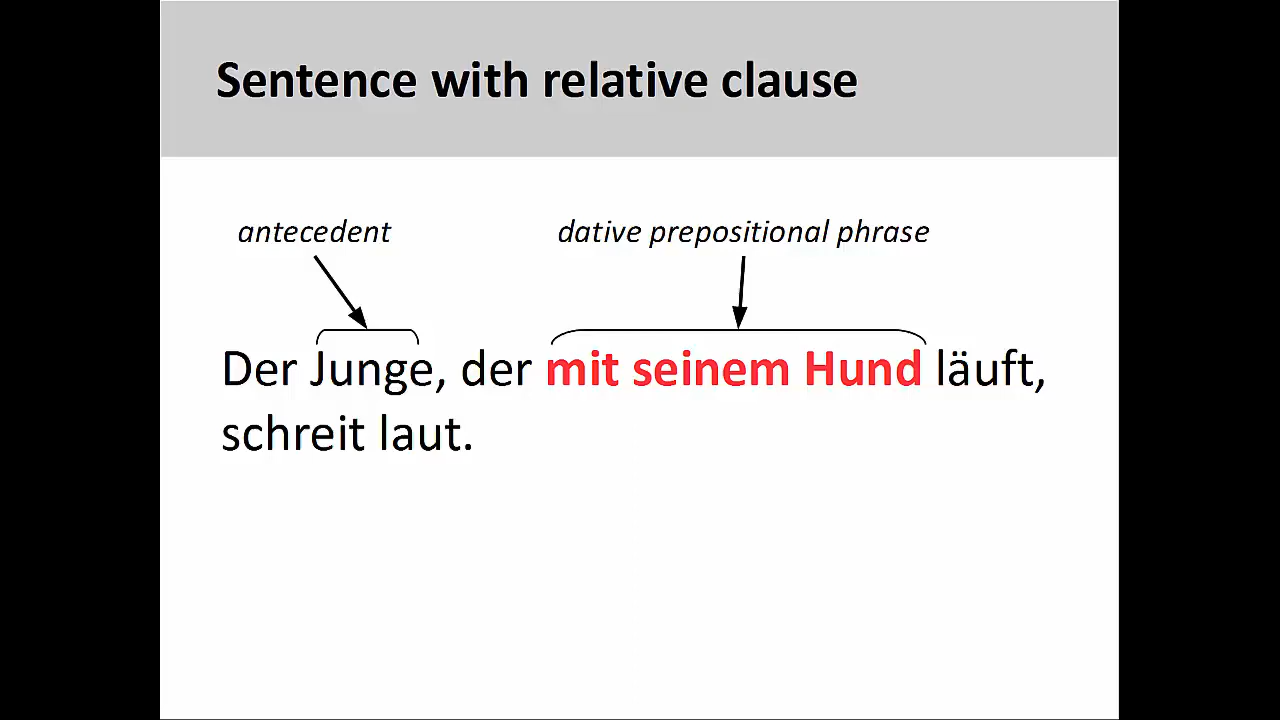 Sentence with relative clause
antecedent
dative prepositional phrase
Der Junge, der mit seinem Hund läuft,
schreit laut.